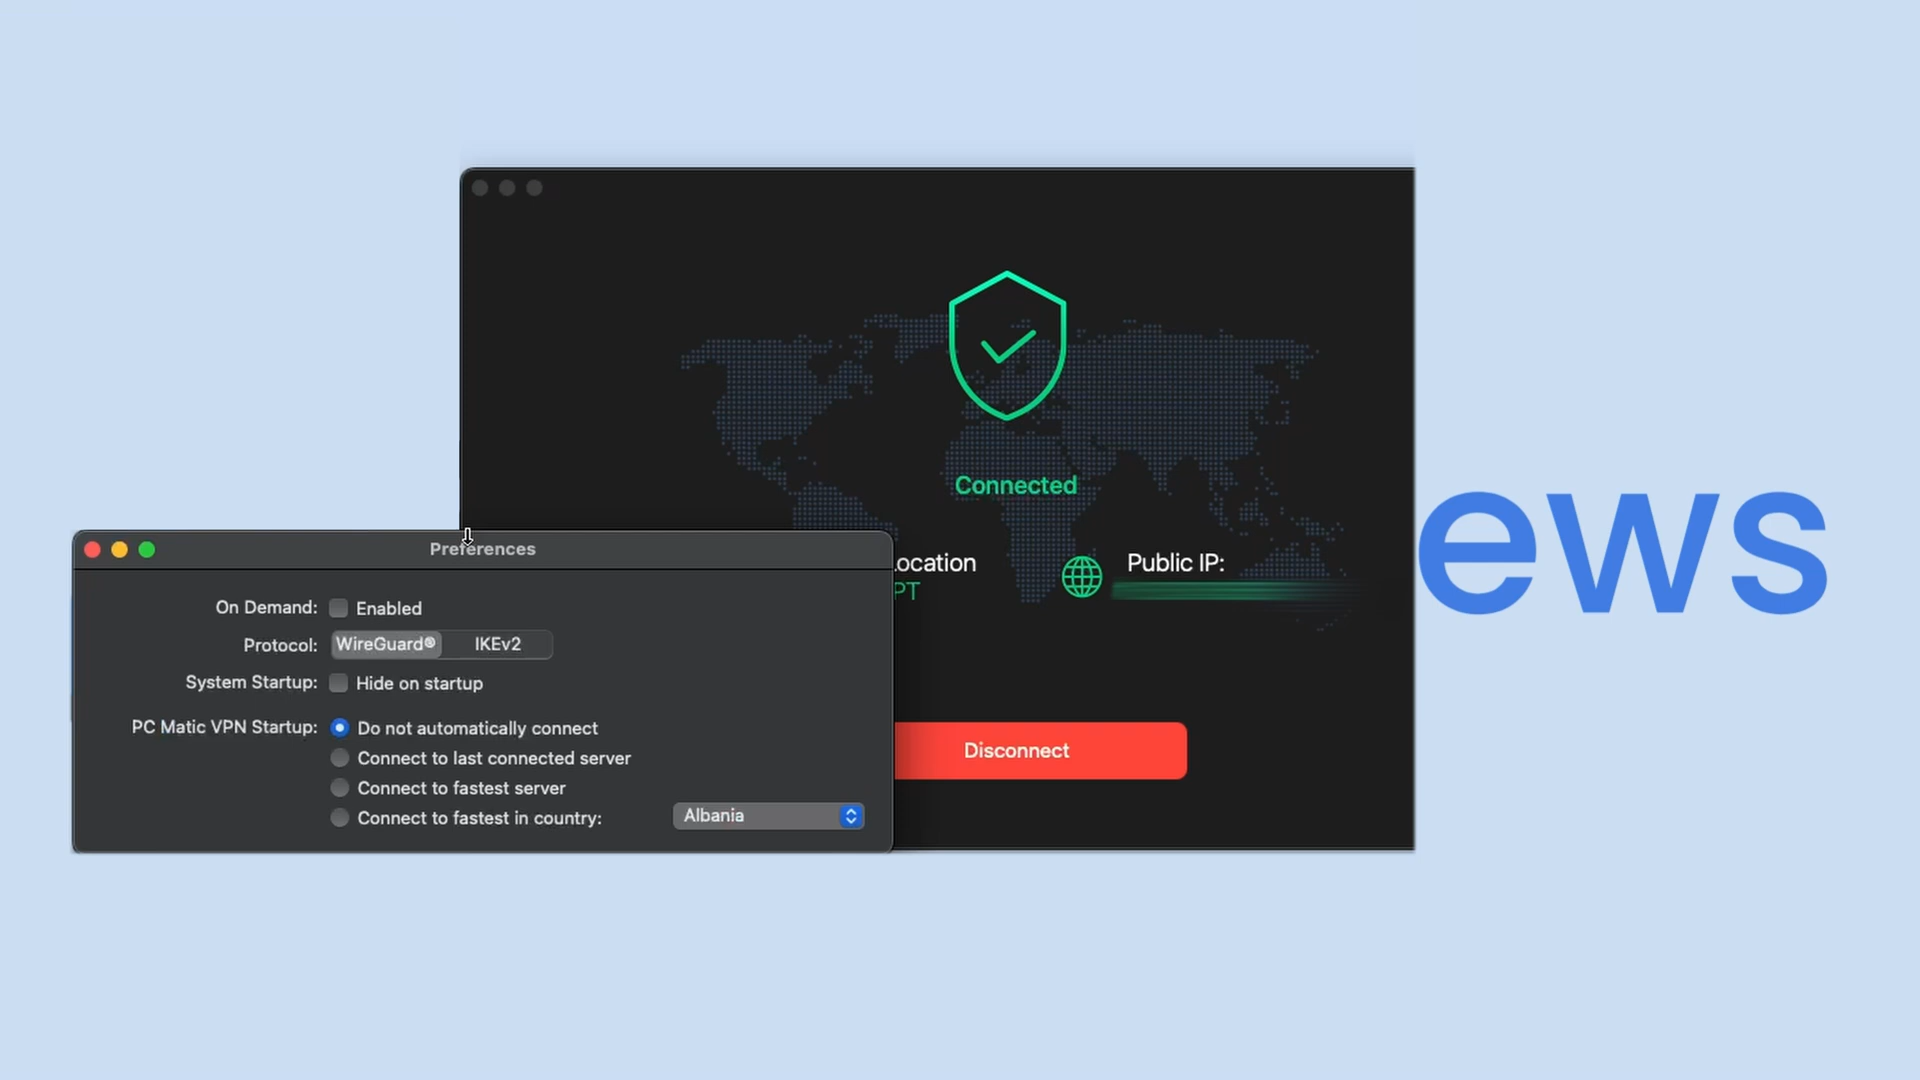 Connected
ocation
PT
Public IP:
Disconnect
ews
Preferences
On Demand: Enabled
Protocol: WireGuard® IKEv2
System Startup: Hide on startup
PC Matic VPN Startup: Do not automatically connect
Connect to last connected server
Connect to fastest server
Connect to fastest in country: Albania